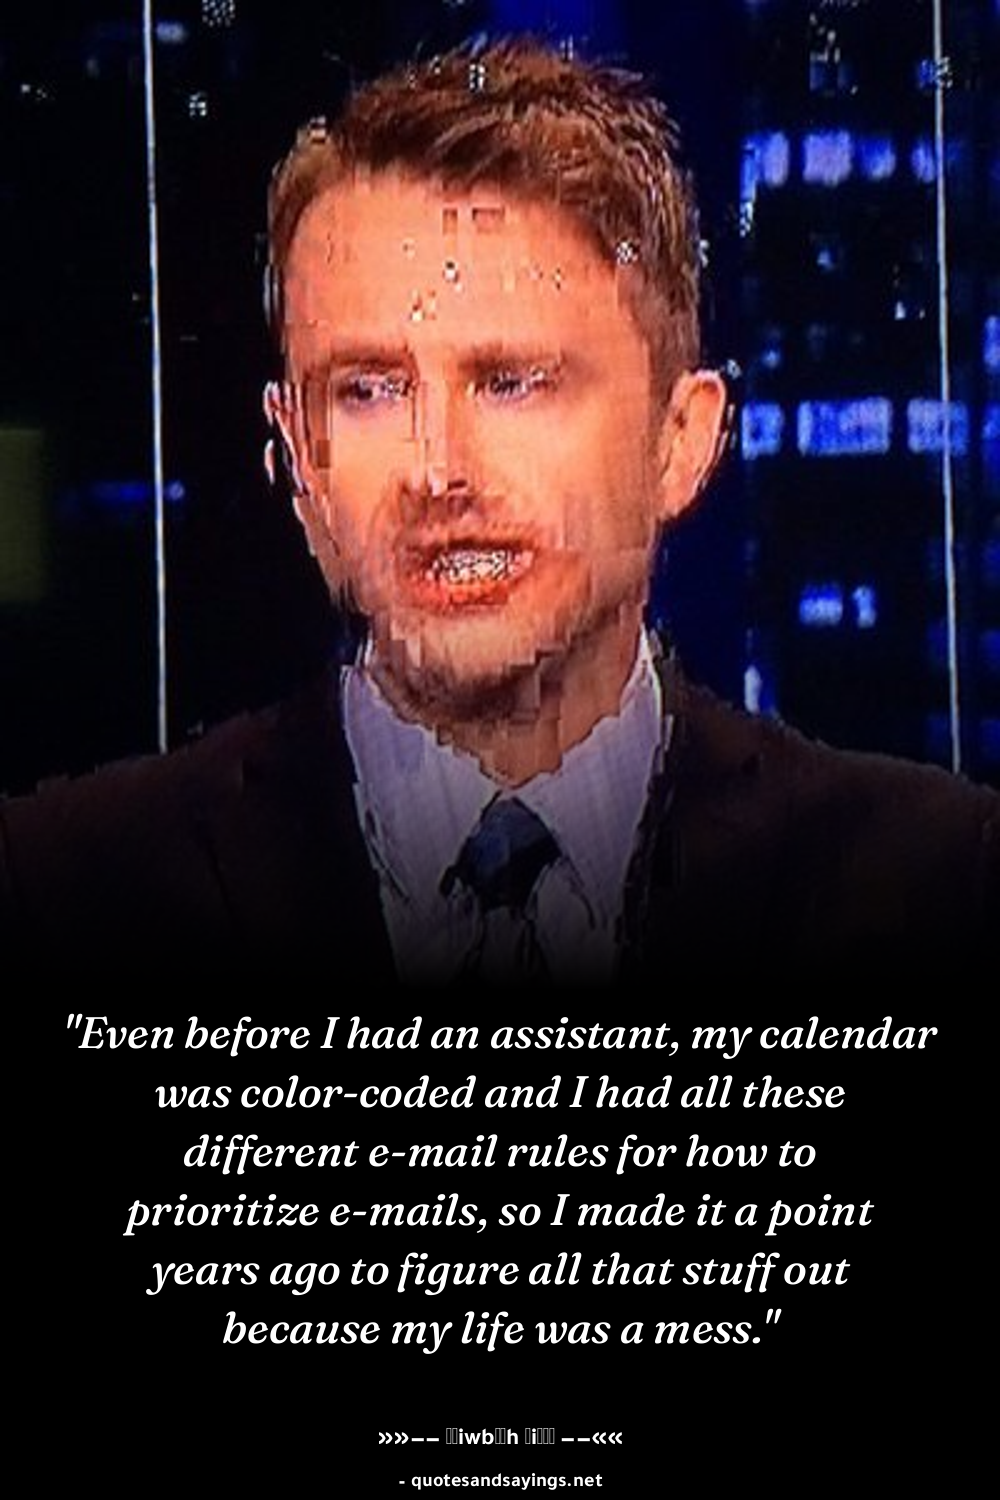 "Even before I had an assistant, my calendar
was color-coded and I had all these
different e-mail rules for how to
prioritize e-mails, so I made it a point
years ago to figure all that stuff out
because my life was a mess."
- quotesandsayings.net